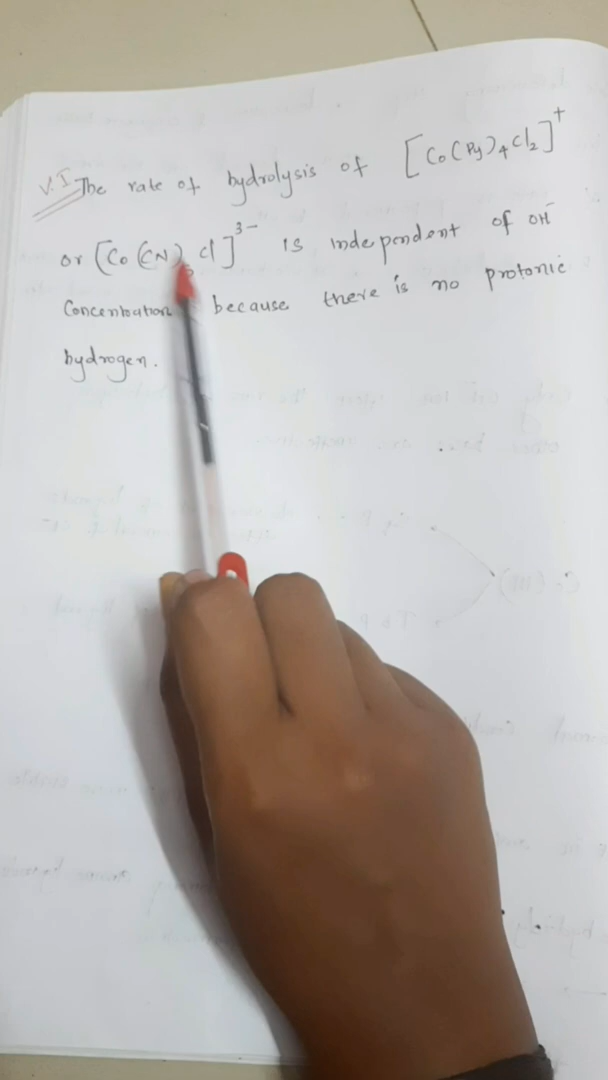 V.I The rate of hydrolysis of [Co(Py)4Cl2]+
or [Co(CN)5Cl]3- is independent of OH-
Concentration because there is no protonic
hydrogen.